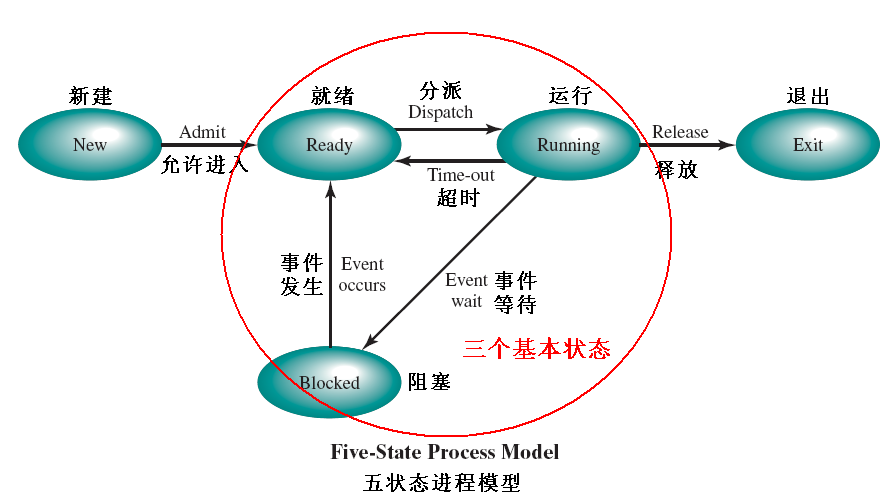 新建
就绪
分派
运行
退出
New
Admit
允许进入
Ready
Dispatch
Time-out
超时
Running
Release
释放
Exit
事件
发生
Event
occurs
Event
wait
事件
等待
三个基本状态
Blocked
阻塞
Five-State Process Model
五状态进程模型